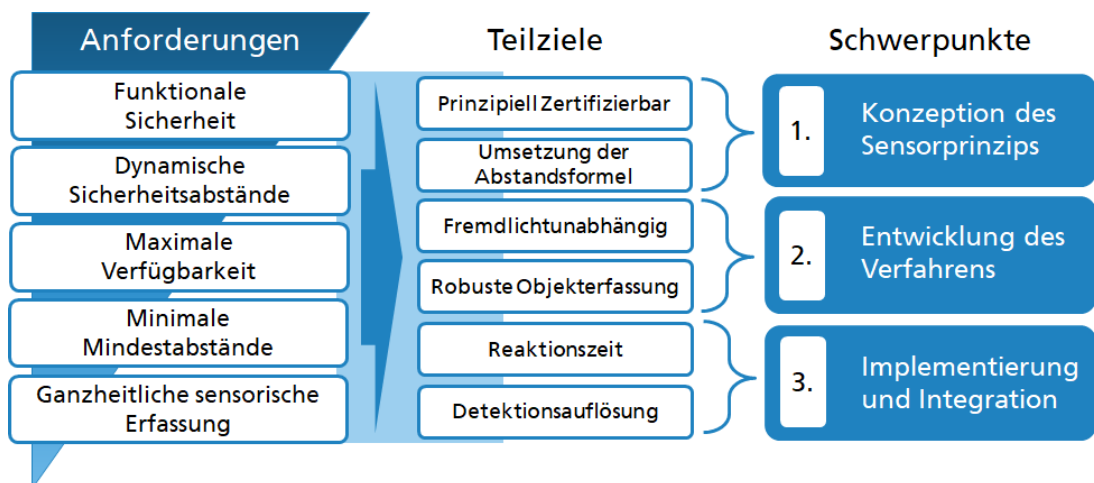 Anforderungen
Funktionale
Sicherheit
Dynamische
Sicherheitsabstände
Maximale
Verfügbarkeit
Minimale
Mindestabstände
Ganzheitliche sensorische
Erfassung
Teilziele
Prinzipiell Zertifizierbar
Umsetzung der
Abstandsformel
Fremdlichtunabhängig
Robuste Objekterfassung
Reaktionszeit
Detektionsauflösung
Schwerpunkte
1.
Konzeption des
Sensorprinzips
2.
Entwicklung des
Verfahrens
3.
Implementierung
und Integration